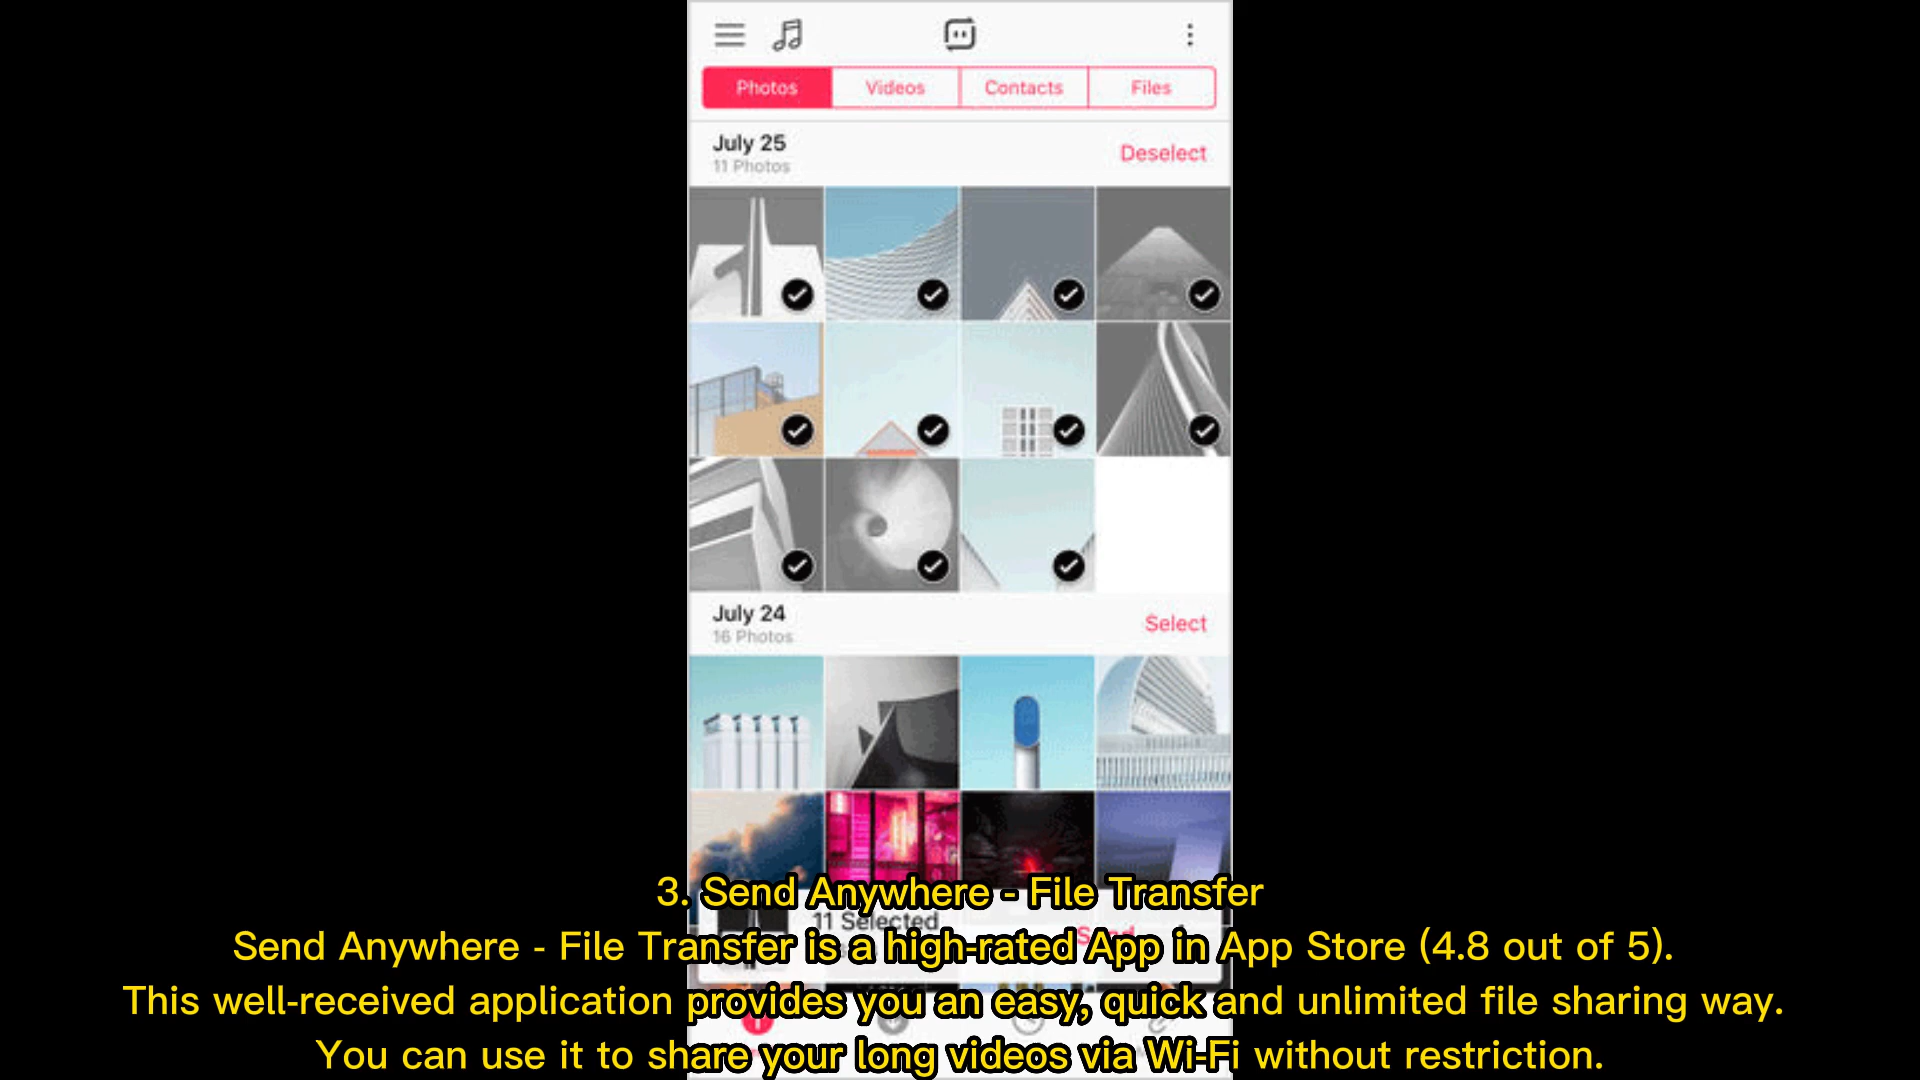 Photos Videos Contacts Files
July 25
11 Photos
Deselect
July 24
16 Photos
Select
3. Send Anywhere - File Transfer
11 Selected
Send
Send Anywhere - File Transfer is a high-rated App in App Store (4.8 out of 5).
This well-received application provides you an easy, quick and unlimited file sharing way.
You can use it to share your long videos via Wi-Fi without restriction.